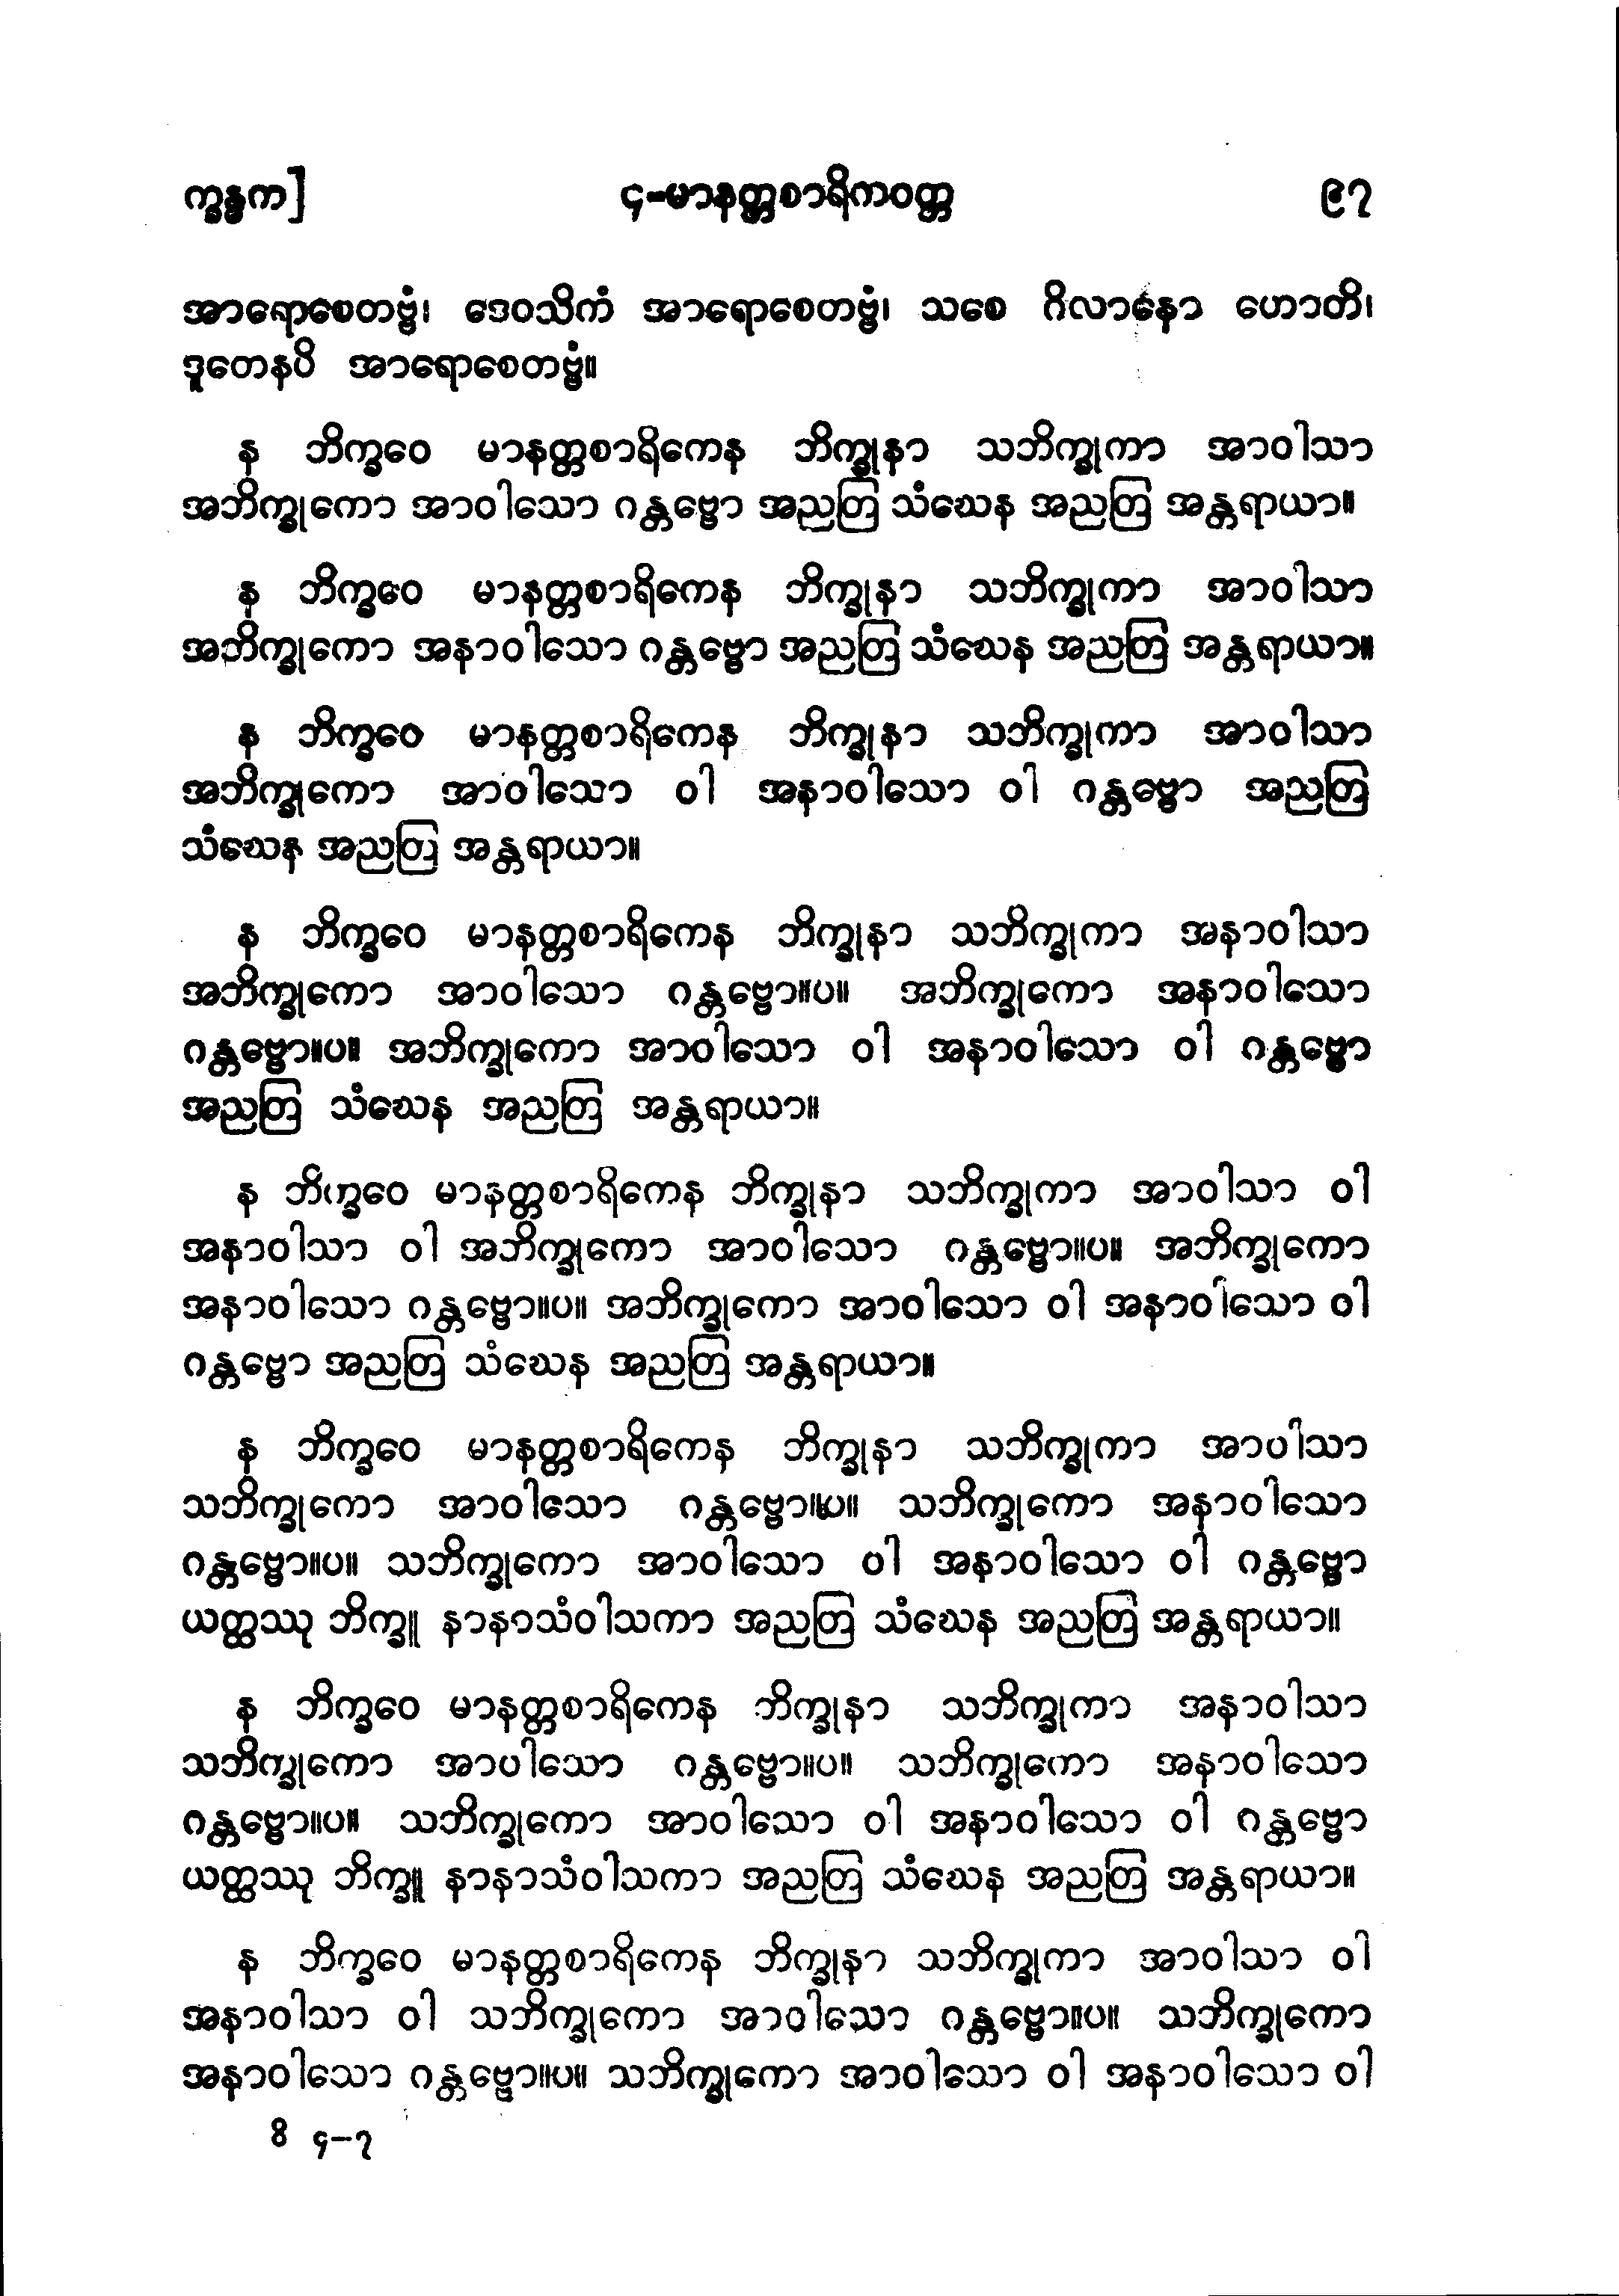 က္ခန္ဓက]
၄-မာနတ္တစာရိကဝတ္တ
၉၇
အာရောစေတဗ္ဗံ၊ ဒေဝသိကံ အာရောစေတဗ္ဗံ၊ သစေ ဂိလာနော ဟောတိ၊
ဒူတေနပိ အာရောစေတဗ္ဗံ။
န ဘိက္ခဝေ မာနတ္တစာရိကေန ဘိက္ခုနာ သဘိက္ခုကာ အာဝါသာ
အဘိက္ခုကော အာဝါသော ဂန္တဗ္ဗော အညတြ သံဃေန အညတြ အန္တရာယာ။
န ဘိက္ခဝေ မာနတ္တစာရိကေန ဘိက္ခုနာ သဘိက္ခုကာ အာဝါသာ
အဘိက္ခုကော အနာဝါသော ဂန္တဗ္ဗော အညတြ သံဃေန အညတြ အန္တရာယာ။
န ဘိက္ခဝေ မာနတ္တစာရိကေန ဘိက္ခုနာ သဘိက္ခုကာ အာဝါသာ
အဘိက္ခုကော အာဝါသော ဝါ အနာဝါသော ဝါ ဂန္တဗ္ဗော အညတြ
သံဃေန အညတြ အန္တရာယာ။
န ဘိက္ခဝေ မာနတ္တစာရိကေန ဘိက္ခုနာ သဘိက္ခုကာ အနာဝါသာ
အဘိက္ခုကော အာဝါသော ဂန္တဗ္ဗော။ပ။ အဘိက္ခုကော အနာဝါသော
ဂန္တဗ္ဗော။ပ။ အဘိက္ခုကော အာဝါသော ဝါ အနာဝါသော ဝါ ဂန္တဗ္ဗော
အညတြ သံဃေန အညတြ အန္တရာယာ။
န ဘိက္ခဝေ မာနတ္တစာရိကေန ဘိက္ခုနာ သဘိက္ခုကာ အာဝါသာ ဝါ
အနာဝါသာ ဝါ အဘိက္ခုကော အာဝါသော ဂန္တဗ္ဗော။ပ။ အဘိက္ခုကော
အနာဝါသော ဂန္တဗ္ဗော။ပ။ အဘိက္ခုကော အာဝါသော ဝါ အနာဝါသော ဝါ
ဂန္တဗ္ဗော အညတြ သံဃေန အညတြ အန္တရာယာ။
န ဘိက္ခဝေ မာနတ္တစာရိကေန ဘိက္ခုနာ သဘိက္ခုကာ အာဝါသာ
သဘိက္ခုကော အာဝါသော ဂန္တဗ္ဗော။ပ။ သဘိက္ခုကော အနာဝါသော
ဂန္တဗ္ဗော။ပ။ သဘိက္ခုကော အာဝါသော ဝါ အနာဝါသော ဝါ ဂန္တဗ္ဗော
ယတ္ထဿု ဘိက္ခူ နာနာသံဝါသကာ အညတြ သံဃေန အညတြ အန္တရာယာ။
န ဘိက္ခဝေ မာနတ္တစာရိကေန ဘိက္ခုနာ သဘိက္ခုကာ အနာဝါသာ
သဘိက္ခုကော အာဝါသော ဂန္တဗ္ဗော။ပ။ သဘိက္ခုကော အနာဝါသော
ဂန္တဗ္ဗော။ပ။ သဘိက္ခုကော အာဝါသော ဝါ အနာဝါသော ဝါ ဂန္တဗ္ဗော
ယတ္ထဿု ဘိက္ခူ နာနာသံဝါသကာ အညတြ သံဃေန အညတြ အန္တရာယာ။
န ဘိက္ခဝေ မာနတ္တစာရိကေန ဘိက္ခုနာ သဘိက္ခုကာ အာဝါသာ ဝါ
အနာဝါသာ ဝါ သဘိက္ခုကော အာဝါသော ဂန္တဗ္ဗော။ပ။ သဘိက္ခုကော
အနာဝါသော ဂန္တဗ္ဗော။ပ။ သဘိက္ခုကော အာဝါသော ဝါ အနာဝါသော ဝါ
ဝိ ၄-၇